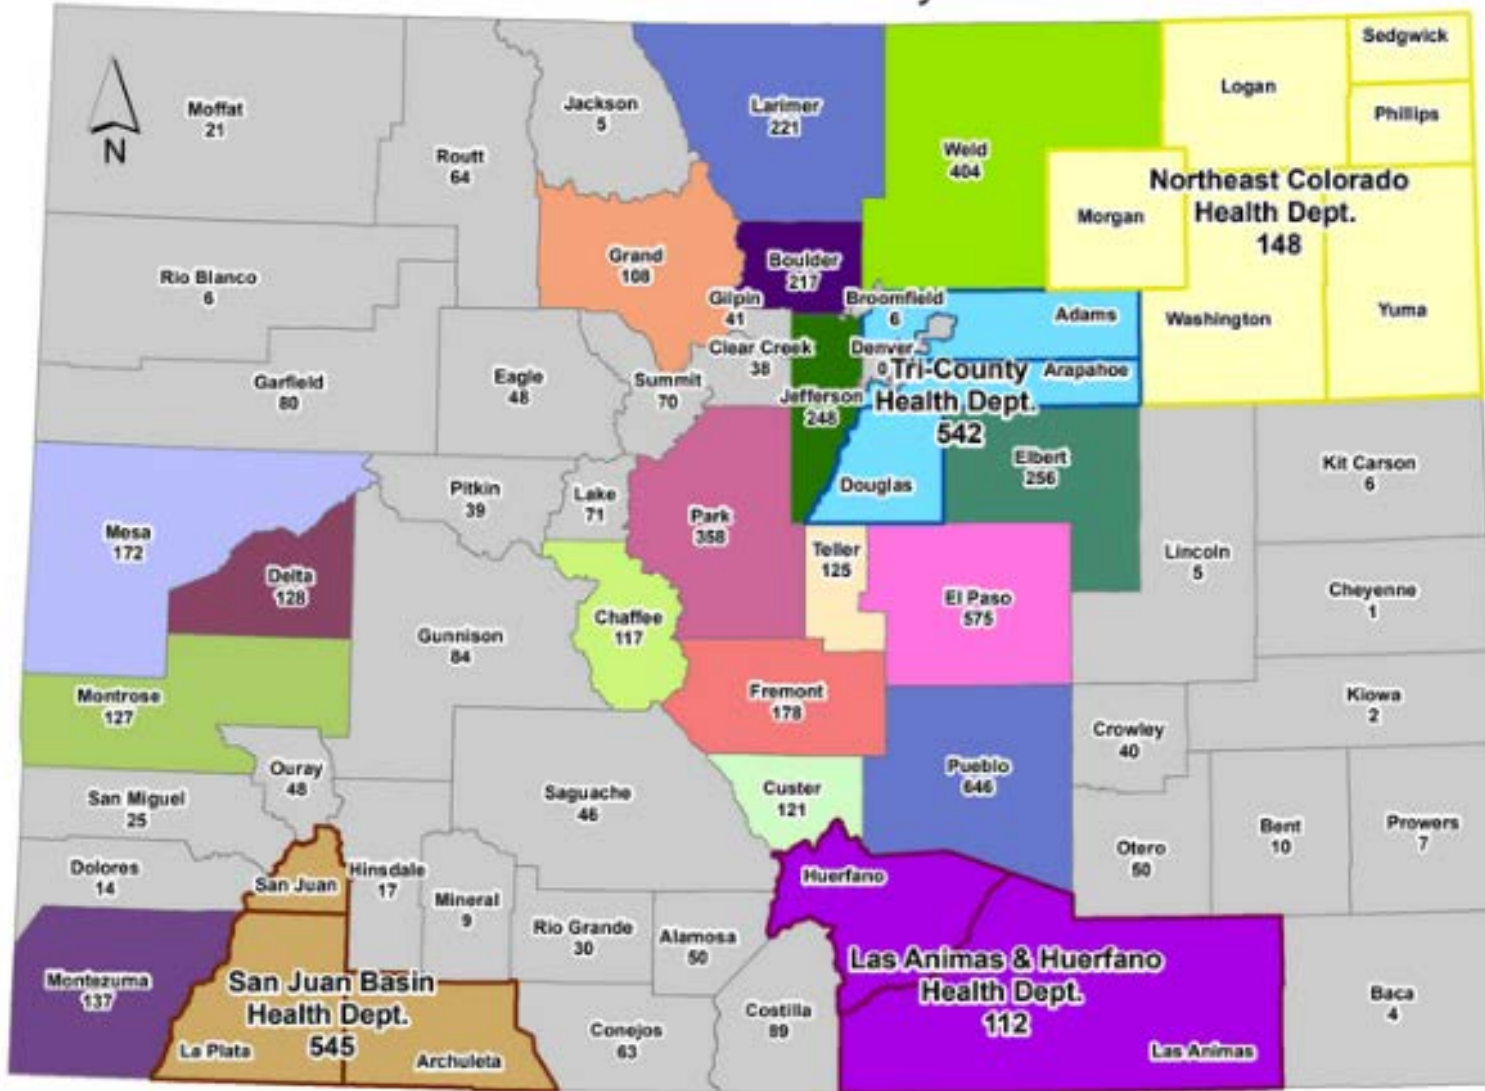 Sedgwick
Logan
Moffat
21
Jackson
5
Larimer
221
Phillips
N
Routt
64
Weld
404
Northeast Colorado
Health Dept.
148
Morgan
Rio Blanco
6
Grand
108
Boulder
217
Gilpin
41
Broomfield
6
Adams
Washington
Yuma
Clear Creek
38
Denver
0
Tri-County
Health Dept.
542
Arapahoe
Garfield
80
Eagle
48
Summit
70
Jefferson
248
Elbert
256
Kit Carson
6
Pitkin
39
Lake
71
Douglas
Mesa
172
Park
358
Teller
125
Lincoln
5
Delta
128
El Paso
575
Cheyenne
1
Gunnison
84
Chaffee
117
Montrose
127
Fremont
178
Kiowa
2
Crowley
40
Ouray
48
Pueblo
646
San Miguel
25
Saguache
46
Custer
121
Bent
10
Prowers
7
Otero
50
Dolores
14
San Juan
Hinsdale
17
Huerfano
Mineral
9
Rio Grande
30
Alamosa
50
Montezuma
137
San Juan Basin
Health Dept.
545
Las Animas & Huerfano
Health Dept.
112
Baca
4
Costilla
89
Conejos
63
La Plata
Archuleta
Las Animas